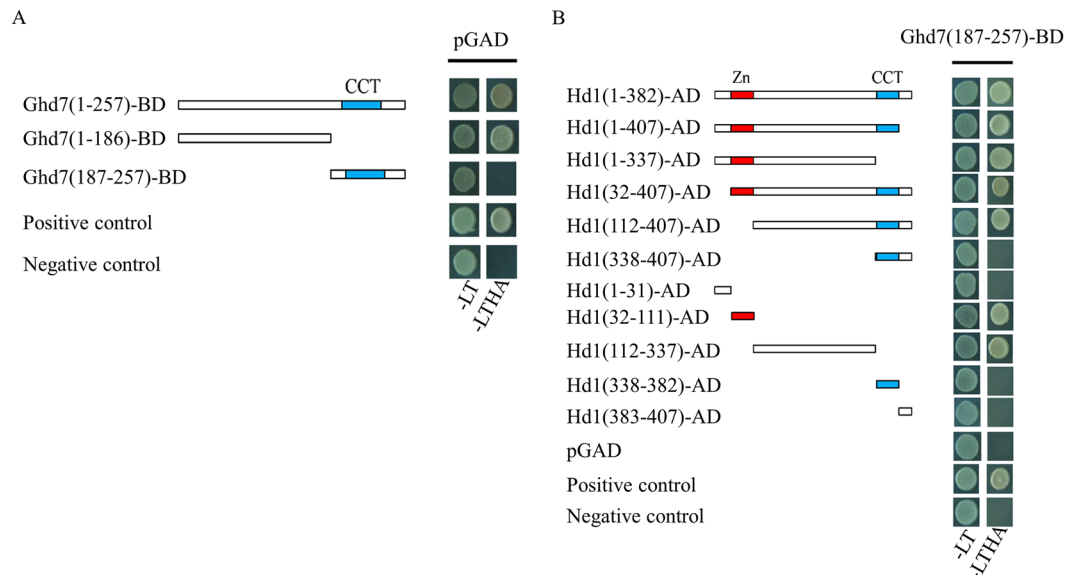 A
pGAD
CCT
Ghd7(1-257)-BD
Ghd7(1-186)-BD
Ghd7(187-257)-BD
Positive control
Negative control
-LT
-LTHA
B
Ghd7(187-257)-BD
Zn
CCT
Hd1(1-382)-AD
Hd1(1-407)-AD
Hd1(1-337)-AD
Hd1(32-407)-AD
Hd1(112-407)-AD
Hd1(338-407)-AD
Hd1(1-31)-AD
Hd1(32-111)-AD
Hd1(112-337)-AD
Hd1(338-382)-AD
Hd1(383-407)-AD
pGAD
Positive control
Negative control
-LT
-LTHA